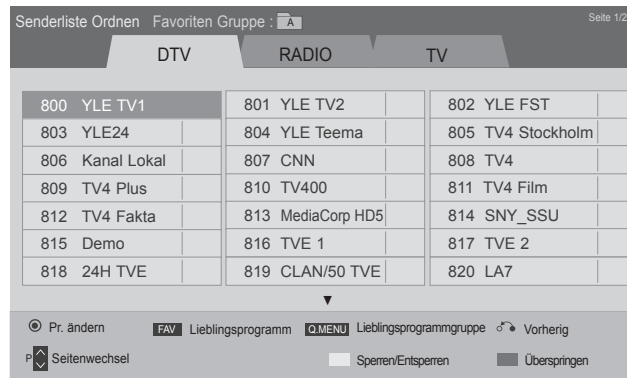 Senderliste Ordnen Favoriten Gruppe : A Seite 1/2
DTV RADIO TV
800 YLE TV1 801 YLE TV2 802 YLE FST
803 YLE24 804 YLE Teema 805 TV4 Stockholm
806 Kanal Lokal 807 CNN 808 TV4
809 TV4 Plus 810 TV400 811 TV4 Film
812 TV4 Fakta 813 MediaCorp HD5 814 SNY_SSU
815 Demo 816 TVE 1 817 TVE 2
818 24H TVE 819 CLAN/50 TVE 820 LA7
Pr. ändern FAV Lieblingsprogramm Q.MENU Lieblingsprogrammgruppe Vorherig
P Seitenwechsel Sperren/Entsperren Überspringen